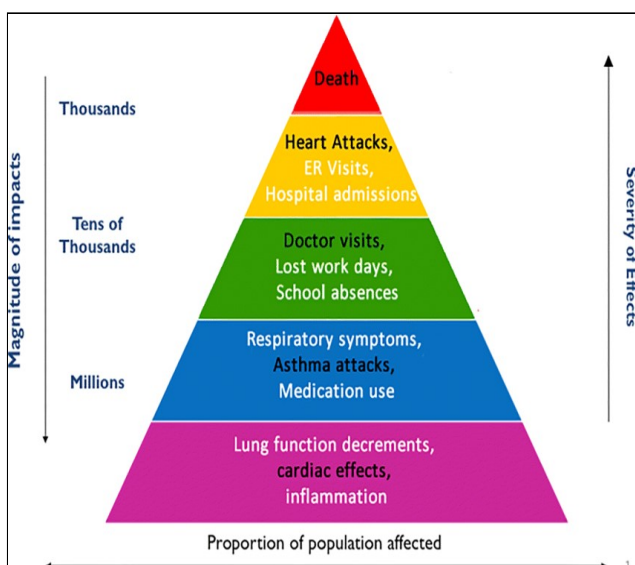 Death
Thousands
Heart Attacks,
ER Visits,
Hospital admissions
Tens of
Thousands
Doctor visits,
Lost work days,
School absences
Magnitude of impacts
Severity of Effects
Respiratory symptoms,
Asthma attacks,
Medication use
Millions
Lung function decrements,
cardiac effects,
inflammation
Proportion of population affected
1